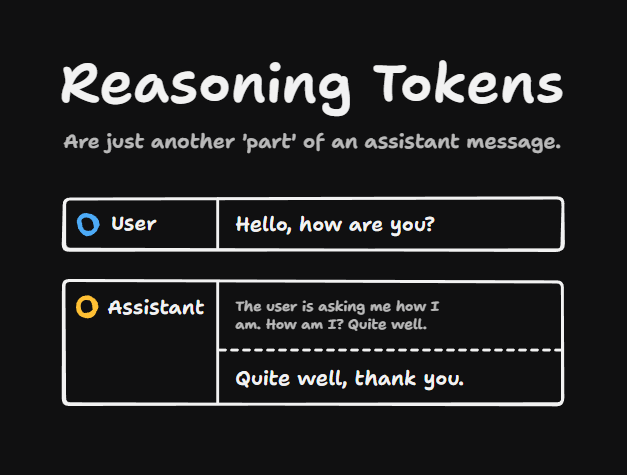 Reasoning Tokens
Are just another 'part' of an assistant message.
User
Hello, how are you?
Assistant
The user is asking me how I
am. How am I? Quite well.
Quite well, thank you.